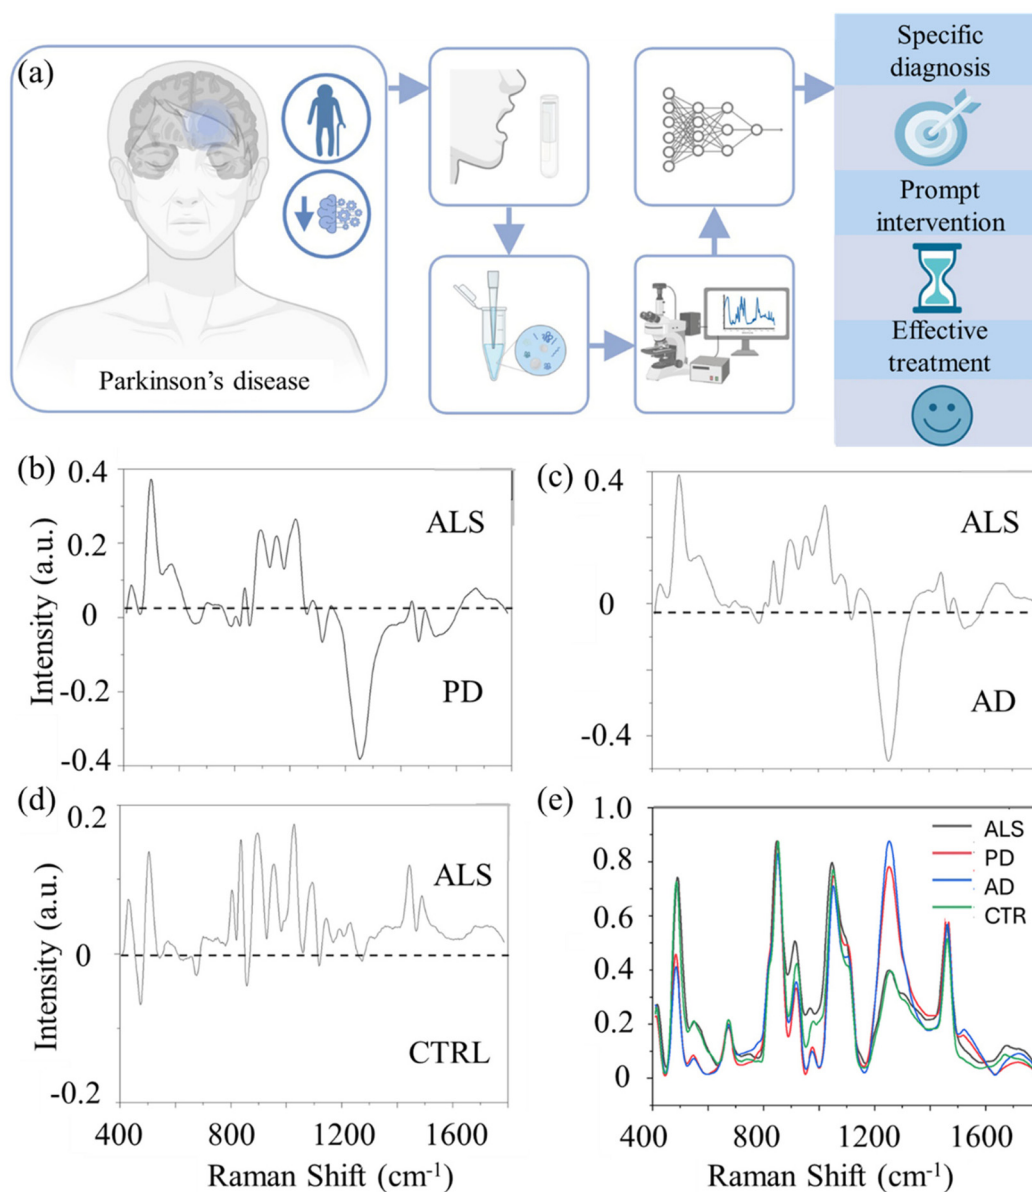 (a)
Parkinson's disease
Specific
diagnosis
Prompt
intervention
Effective
treatment
(b)
0.4
0.2
0
-0.2
-0.4
Intensity (a.u.)
ALS
PD
(c)
0.4
0
-0.4
ALS
AD
(d)
0.2
0
-0.2
Intensity (a.u.)
ALS
CTRL
400
800
1200
1600
Raman Shift (cm⁻¹)
(e)
1.0
0.8
0.6
0.4
0.2
0
ALS
PD
AD
CTR
400
800
1200
1600
Raman Shift (cm⁻¹)